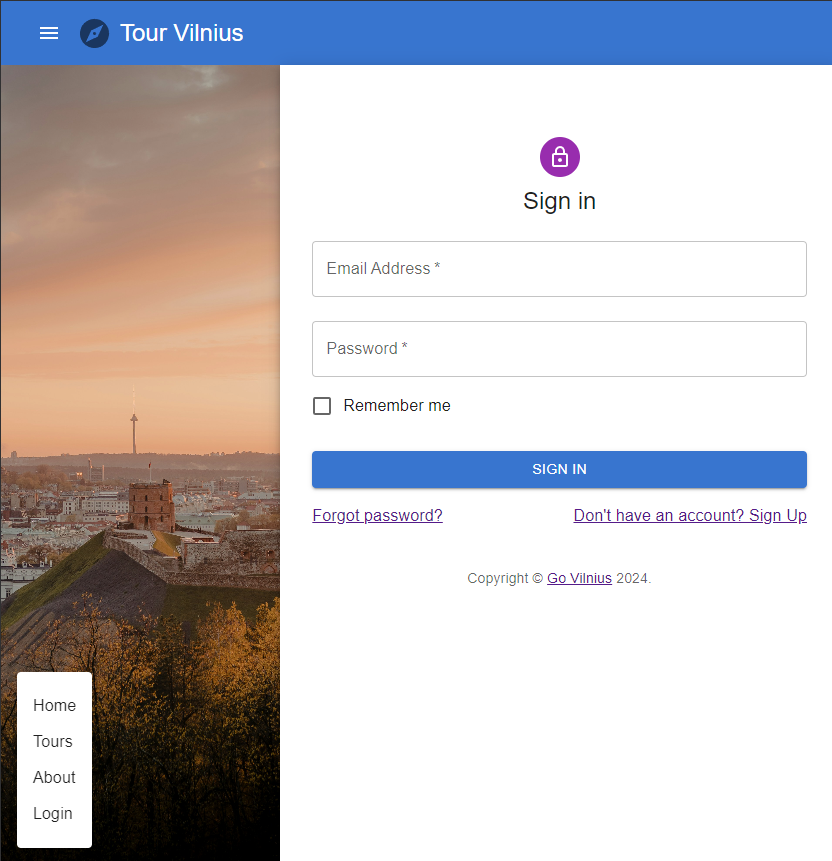 Tour Vilnius
Sign in
Email Address *
Password *
Remember me
SIGN IN
Forgot password? Don't have an account? Sign Up
Copyright © Go Vilnius 2024.
Home
Tours
About
Login